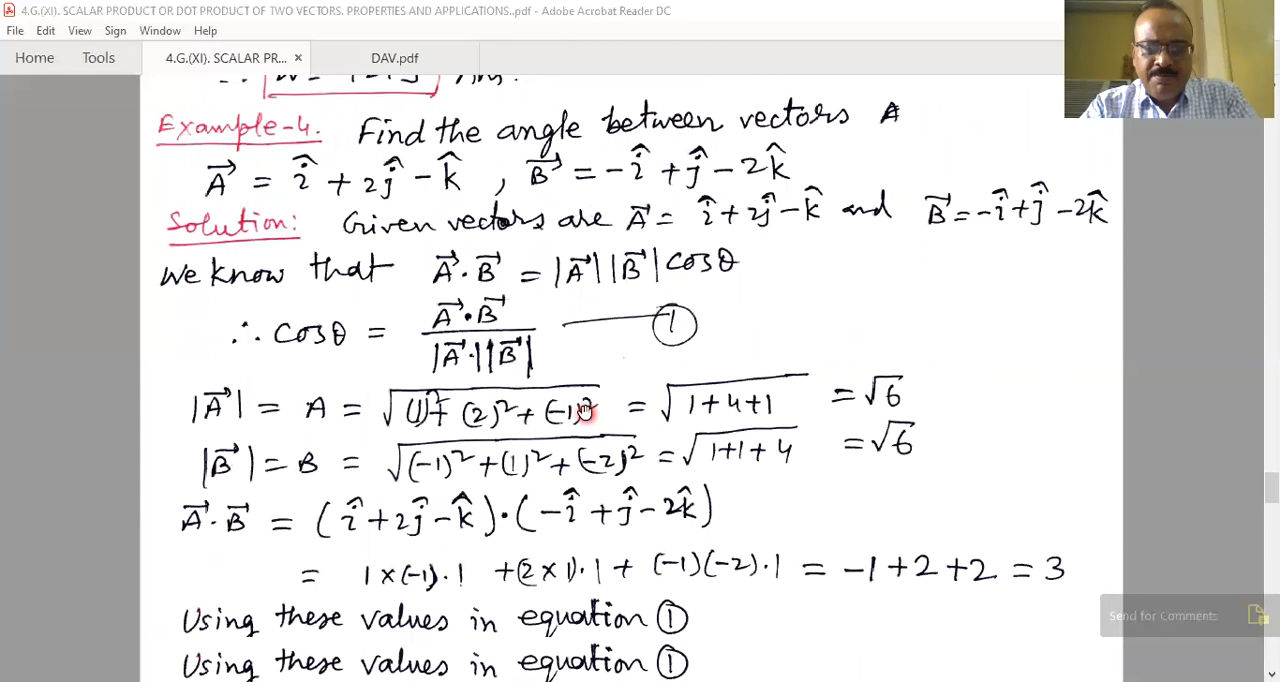 4.G.(XI). SCALAR PRODUCT OR DOT PRODUCT OF TWO VECTORS. PROPERTIES AND APPLICATIONS..pdf - Adobe Acrobat Reader DC
File Edit View Sign Window Help
Home Tools 4.G.(XI). SCALAR PR... × DAV.pdf
Example-4. Find the angle between vectors A
A⃗ = î + 2ĵ - k̂ , B⃗ = -î + ĵ - 2k̂
Solution: Given vectors are A⃗ = î + 2ĵ - k̂ and B⃗ = -î + ĵ - 2k̂
We know that A⃗ · B⃗ = |A⃗| |B⃗| cosθ
∴ cosθ = A⃗ · B⃗ / |A⃗·||B⃗| —— ①
|A⃗| = A = √((1)² + (2)² + (-1)²) = √(1+4+1) = √6
|B⃗| = B = √((-1)² + (1)² + (-2)²) = √(1+1+4) = √6
A⃗ · B⃗ = (î + 2ĵ - k̂) · (-î + ĵ - 2k̂)
= 1 × (-1) · 1 + (2 × 1) · 1 + (-1)(-2) · 1 = -1 + 2 + 2 = 3
Using these values in equation ①
Using these values in equation ①
Send for Comments